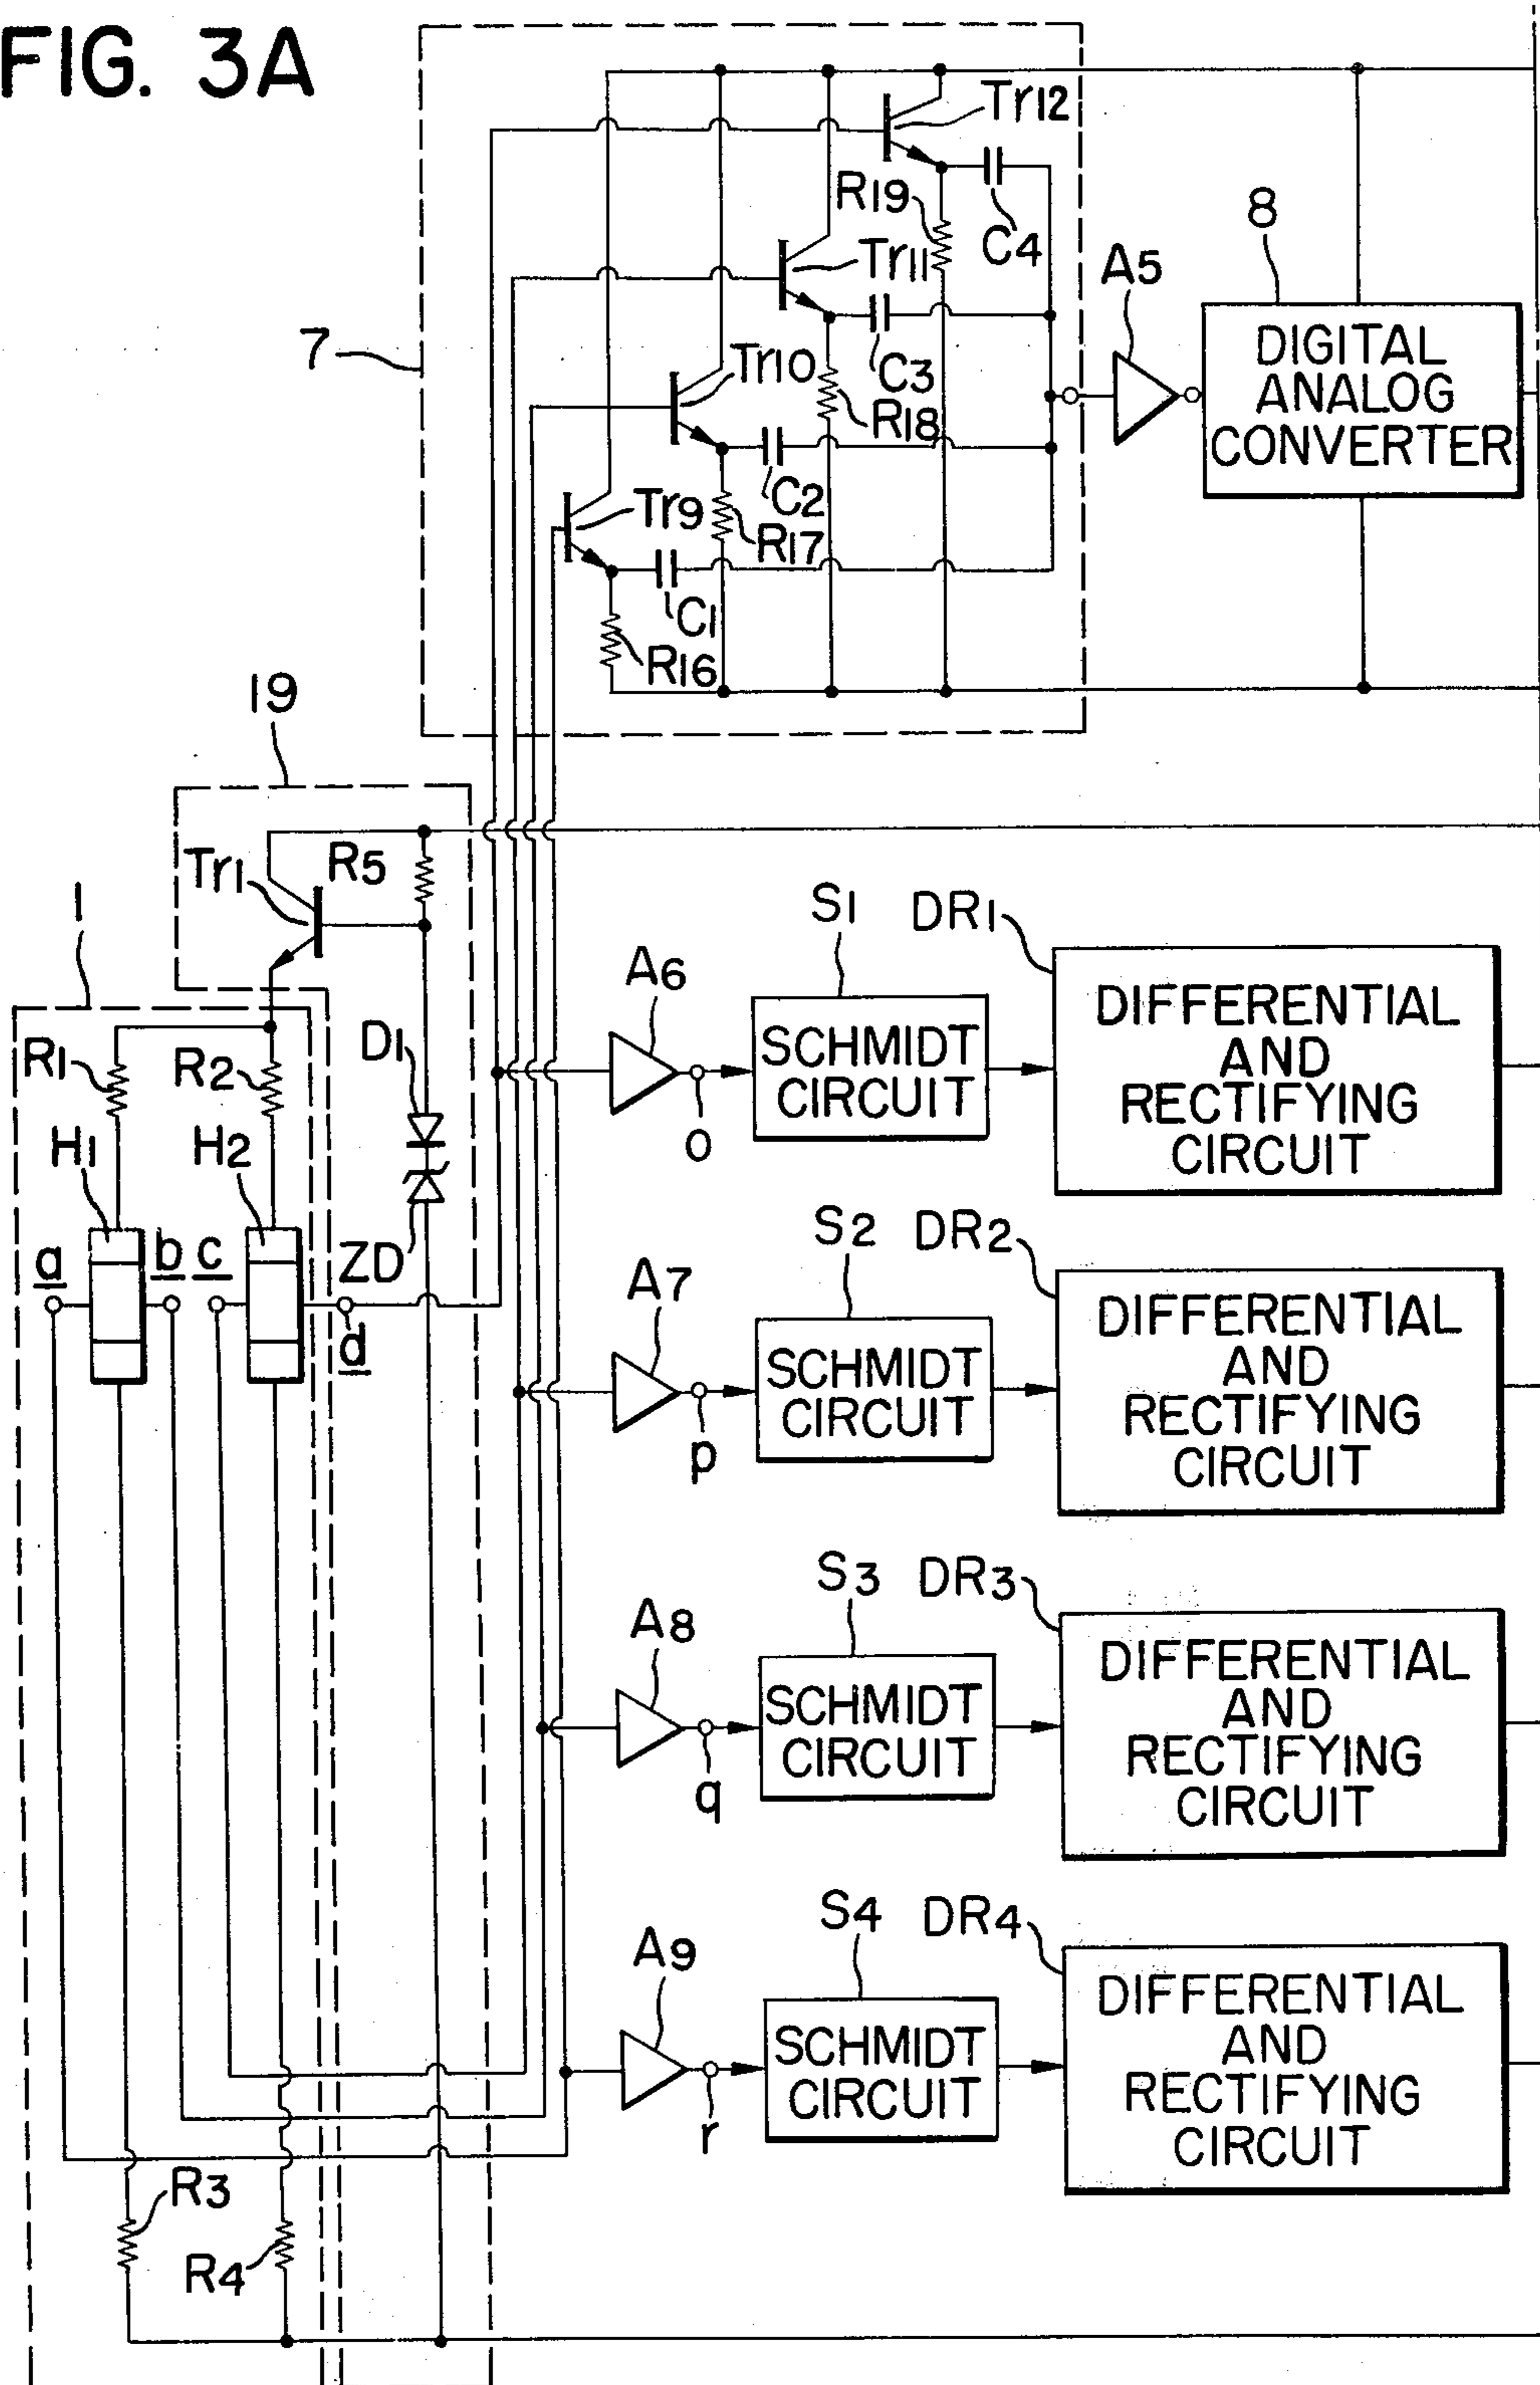 FIG. 3A
Tr12
R19
C4
8
A5
Tr11
7
C3
R18
DIGITAL
ANALOG
CONVERTER
Tr10
C2
R17
Tr9
C1
R16
19
Tr1
R5
1
S1
DR1
A6
SCHMIDT
CIRCUIT
DIFFERENTIAL
AND
RECTIFYING
CIRCUIT
o
R1
R2
D1
H1
H2
a
b
c
ZD
d
S2
DR2
A7
SCHMIDT
CIRCUIT
DIFFERENTIAL
AND
RECTIFYING
CIRCUIT
p
S3
DR3
A8
SCHMIDT
CIRCUIT
DIFFERENTIAL
AND
RECTIFYING
CIRCUIT
q
S4
DR4
A9
SCHMIDT
CIRCUIT
DIFFERENTIAL
AND
RECTIFYING
CIRCUIT
r
R3
R4